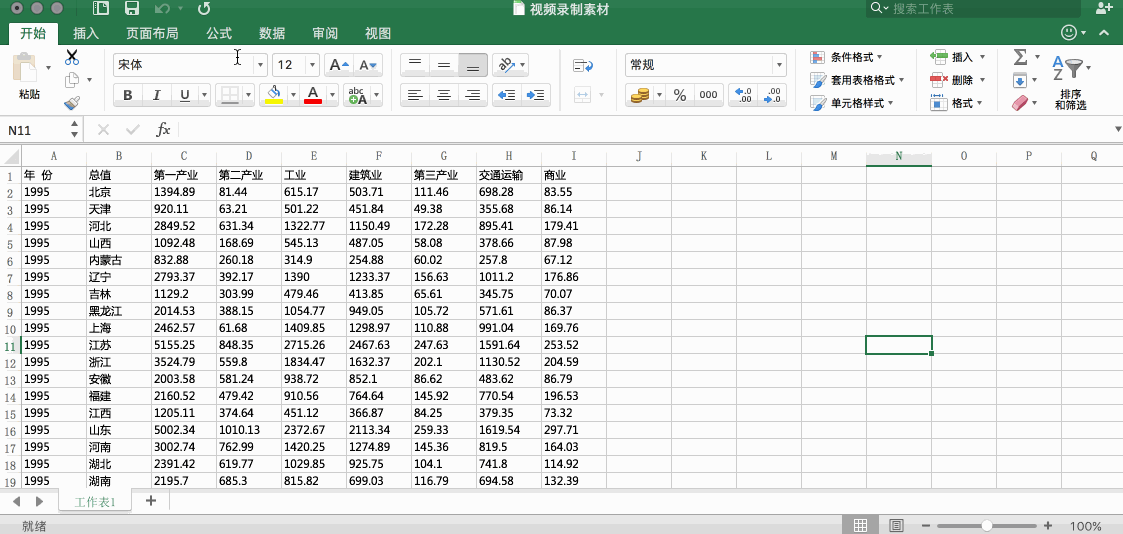 视频录制素材
搜索工作表
开始 插入 页面布局 公式 数据 审阅 视图
粘贴
宋体 12 A A
B I U A abc A
常规
% 000 .0 .00 .00 .0
条件格式
套用表格格式
单元格样式
插入
删除
格式
Σ
A Z
排序
和筛选
N11 fx
A B C D E F G H I J K L M N O P Q
1 年 份 总值 第一产业 第二产业 工业 建筑业 第三产业 交通运输 商业
2 1995 北京 1394.89 81.44 615.17 503.71 111.46 698.28 83.55
3 1995 天津 920.11 63.21 501.22 451.84 49.38 355.68 86.14
4 1995 河北 2849.52 631.34 1322.77 1150.49 172.28 895.41 179.41
5 1995 山西 1092.48 168.69 545.13 487.05 58.08 378.66 87.98
6 1995 内蒙古 832.88 260.18 314.9 254.88 60.02 257.8 67.12
7 1995 辽宁 2793.37 392.17 1390 1233.37 156.63 1011.2 176.86
8 1995 吉林 1129.2 303.99 479.46 413.85 65.61 345.75 70.07
9 1995 黑龙江 2014.53 388.15 1054.77 949.05 105.72 571.61 86.37
10 1995 上海 2462.57 61.68 1409.85 1298.97 110.88 991.04 169.76
11 1995 江苏 5155.25 848.35 2715.26 2467.63 247.63 1591.64 253.52
12 1995 浙江 3524.79 559.8 1834.47 1632.37 202.1 1130.52 204.59
13 1995 安徽 2003.58 581.24 938.72 852.1 86.62 483.62 86.79
14 1995 福建 2160.52 479.42 910.56 764.64 145.92 770.54 196.53
15 1995 江西 1205.11 374.64 451.12 366.87 84.25 379.35 73.32
16 1995 山东 5002.34 1010.13 2372.67 2113.34 259.33 1619.54 297.71
17 1995 河南 3002.74 762.99 1420.25 1274.89 145.36 819.5 164.03
18 1995 湖北 2391.42 619.77 1029.85 925.75 104.1 741.8 114.92
19 1995 湖南 2195.7 685.3 815.82 699.03 116.79 694.58 132.39
工作表1
就绪 100%